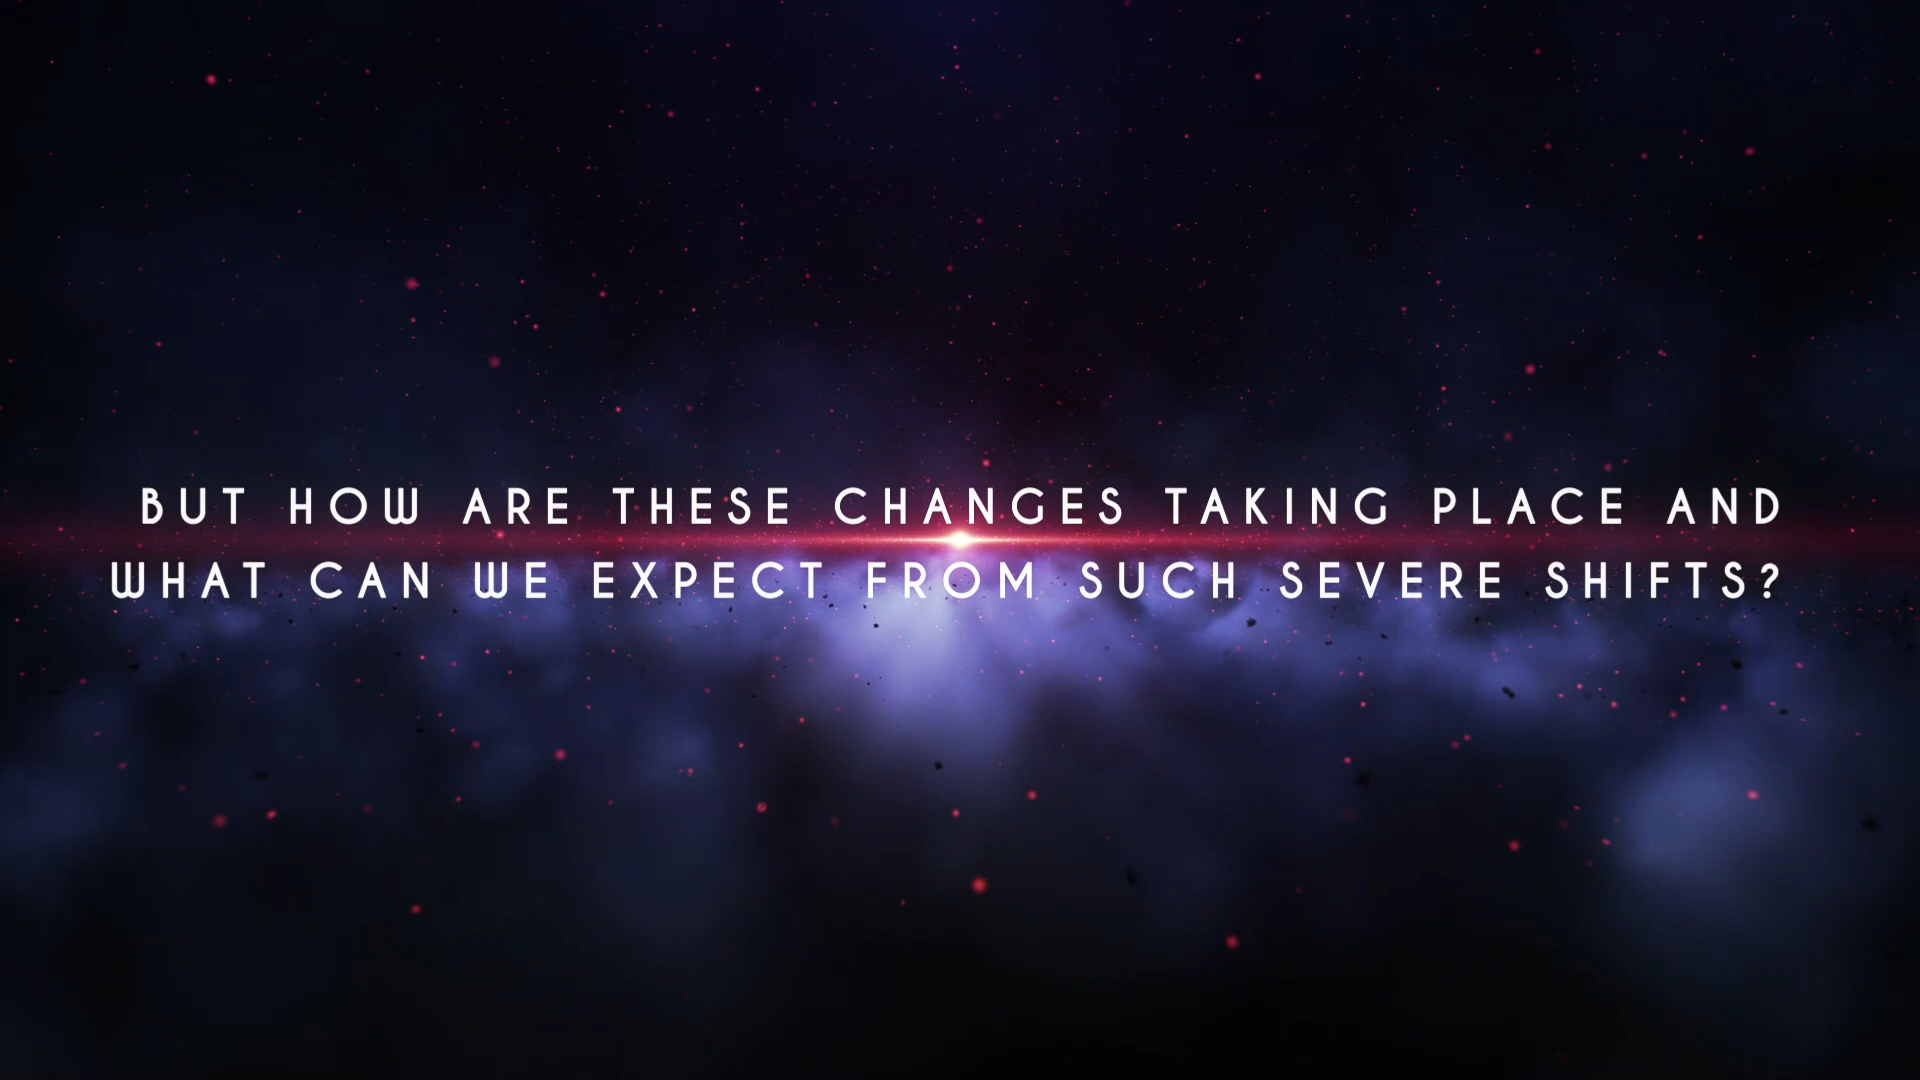 BUT HOW ARE THESE CHANGES TAKING PLACE AND
WHAT CAN WE EXPECT FROM SUCH SEVERE SHIFTS?